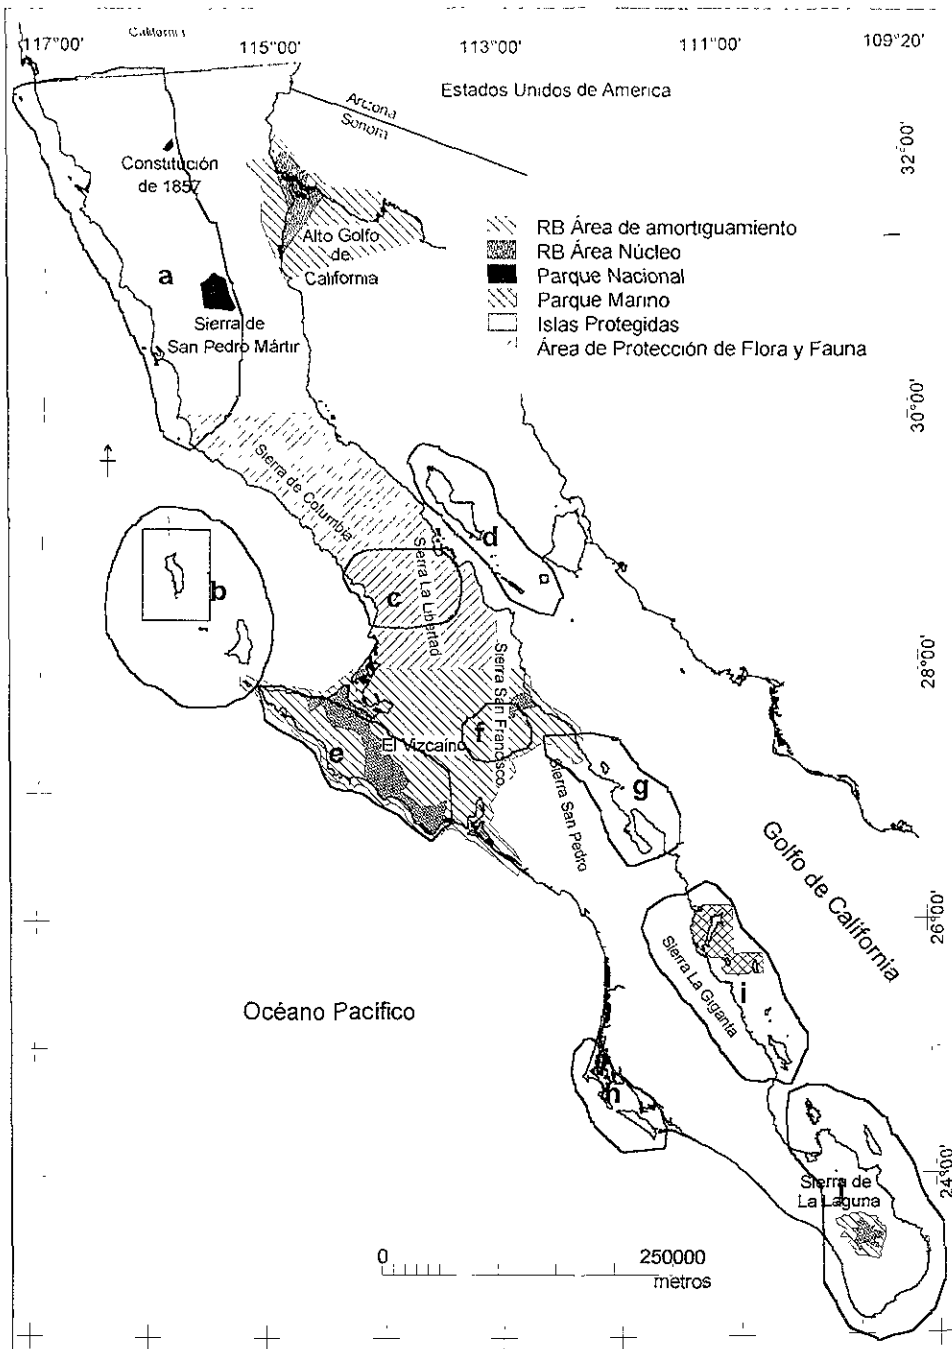 117°00'
California
115°00'
113°00'
111°00'
109°20'
Estados Unidos de America
Arizona
Sonora
32°00'
Constitución
de 1857
Alto Golfo
de
California
RB Área de amortiguamiento
RB Área Núcleo
Parque Nacional
Parque Marino
Islas Protegidas
Área de Protección de Flora y Fauna
a
Sierra de
San Pedro Mártir
30°00'
Sierra de Columbia
d
b
c
Sierra La Libertad
28°00'
Sierra San Francisco
f
El Vizcaíno
e
g
Sierra San Pedro
Golfo de California
26°00'
Sierra La Giganta
i
Océano Pacífico
h
24°00'
Sierra de
La Laguna
j
0
250000
metros